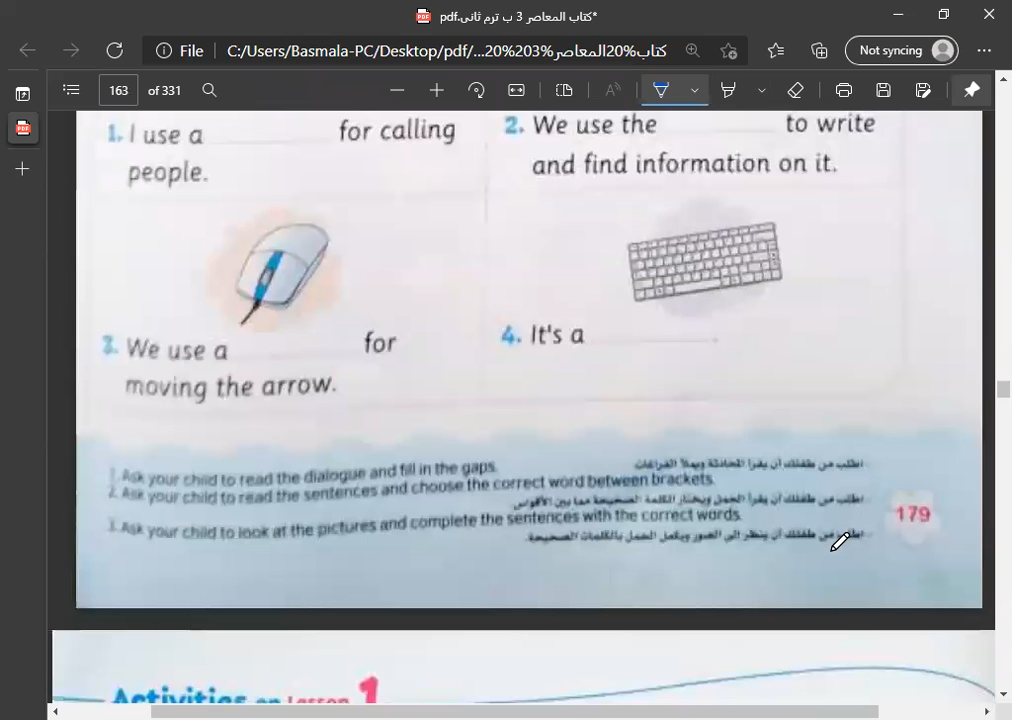 *كتاب المعاصر 3 ب ترم ثانى.pdf
File C:/Users/Basmala-PC/Desktop/pdf/كتاب%20المعاصر%203%20... Not syncing
163 of 331
1. I use a for calling people.
2. We use the to write and find information on it.
3. We use a for moving the arrow.
4. It's a .
1. Ask your child to read the dialogue and fill in the gaps.
اطلب من طفلك أن يقرأ المحادثة ويملأ الفراغات
2. Ask your child to read the sentences and choose the correct word between brackets.
اطلب من طفلك أن يقرأ الجمل ويختار الكلمة الصحيحة مما بين الأقواس
3. Ask your child to look at the pictures and complete the sentences with the correct words.
اطلب من طفلك أن ينظر إلى الصور ويكمل الجمل بالكلمات الصحيحة.
179
Activities on Lesson 1